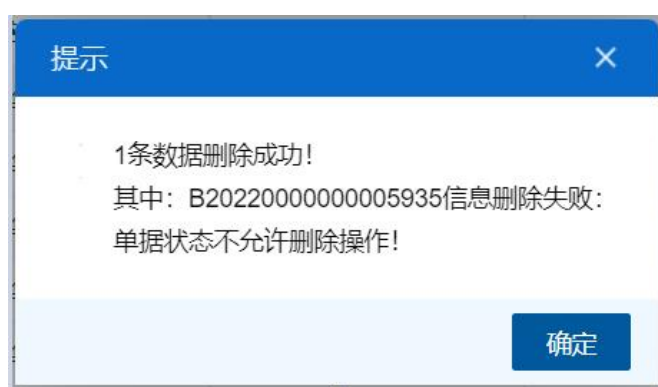 提示
1条数据删除成功！
其中：B20220000000005935信息删除失败：
单据状态不允许删除操作！
确定